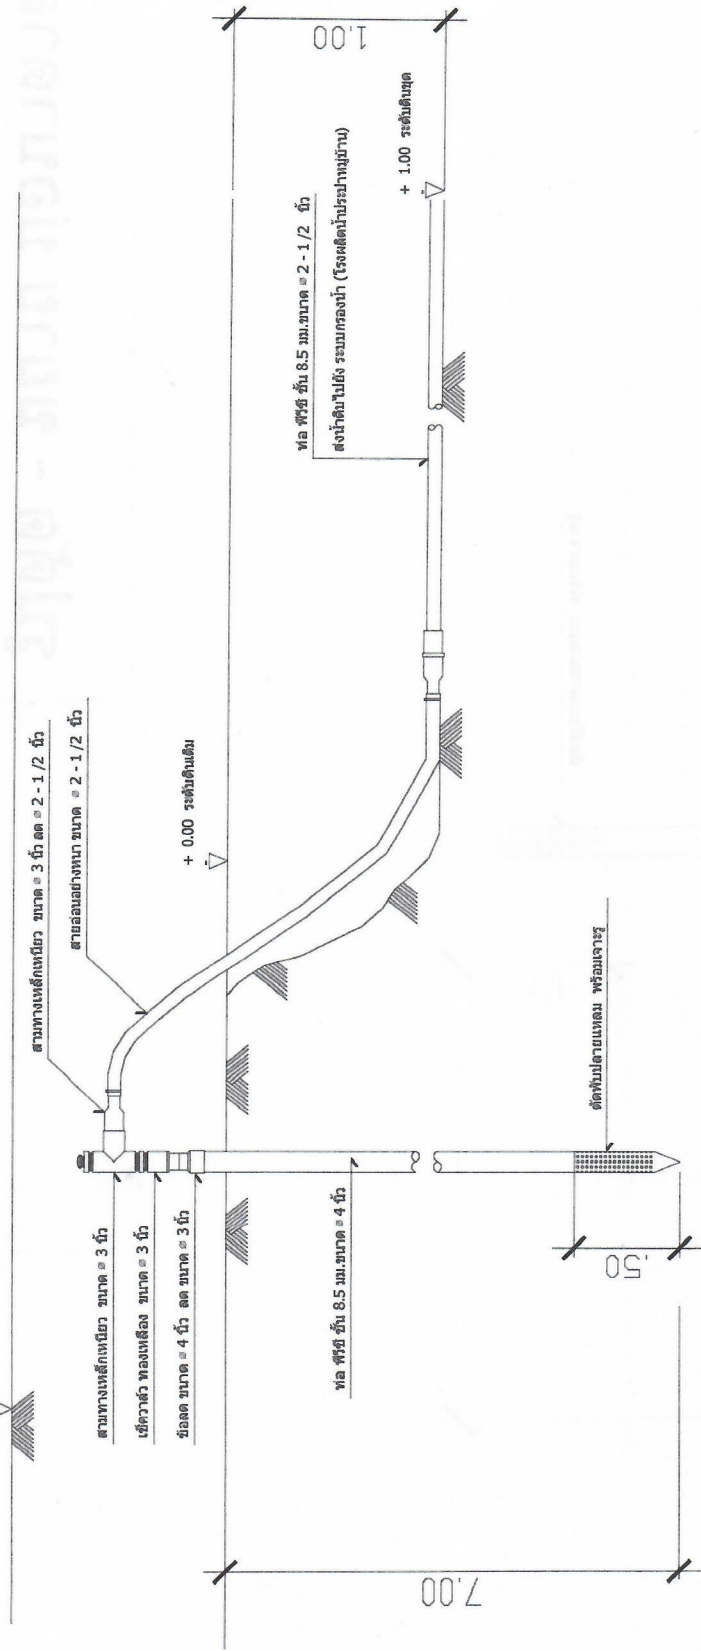 สามทางเหล็กเหนียว ขนาด ⌀ 3 นิ้ว ลด ⌀ 2 - 1/2 นิ้ว
สายอ่อนอย่างหนา ขนาด ⌀ 2 - 1/2 นิ้ว
สามทางเหล็กเหนียว ขนาด ⌀ 3 นิ้ว
เช็ควาล์ว ทองเหลือง ขนาด ⌀ 3 นิ้ว
ข้อลด ขนาด ⌀ 4 นิ้ว ลด ขนาด ⌀ 3นิ้ว
+ 0.00 ระดับดินเดิม
ท่อ พีวีซี ชั้น 8.5 มม.ขนาด ⌀ 2 - 1/2 นิ้ว
ส่งน้ำดิบไปยัง ระบบกรองน้ำ (โรงผลิตน้ำประปาหมู่บ้าน)
+ 1.00 ระดับดินขุด
1.00
ท่อ พีวีซี ชั้น 8.5 มม.ขนาด ⌀ 4 นิ้ว
ตัดพับปลายแหลม พร้อมเจาะรู
.50
7.00